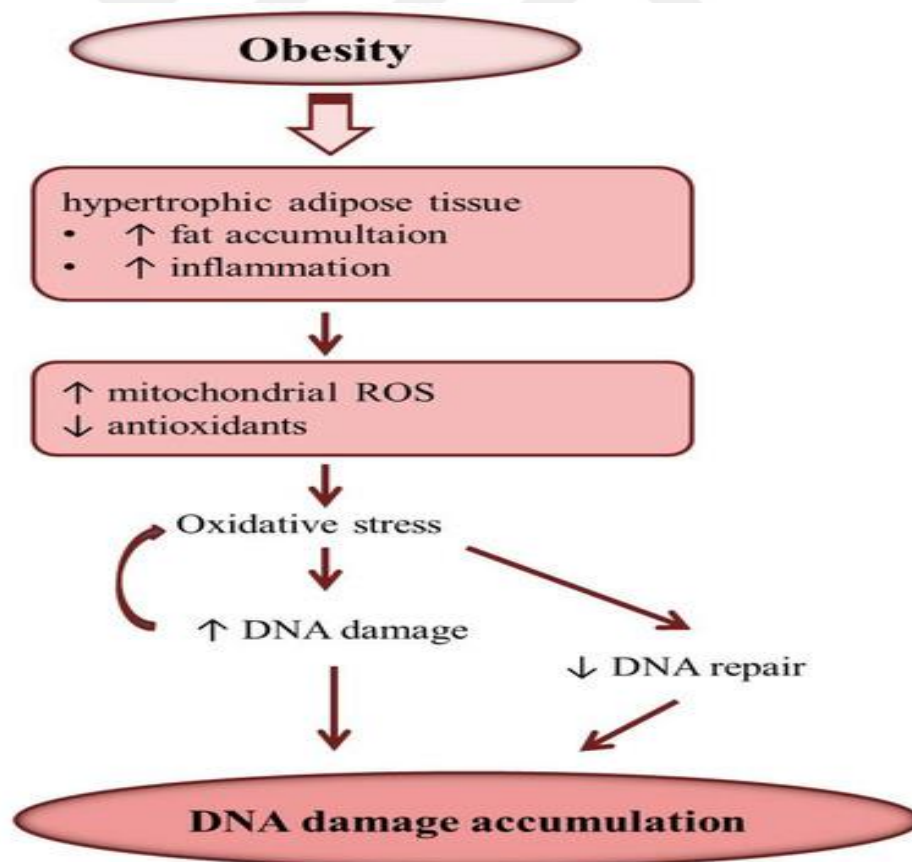 Obesity
hypertrophic adipose tissue
• ↑ fat accumultaion
• ↑ inflammation
↑ mitochondrial ROS
↓ antioxidants
Oxidative stress
↑ DNA damage
↓ DNA repair
DNA damage accumulation